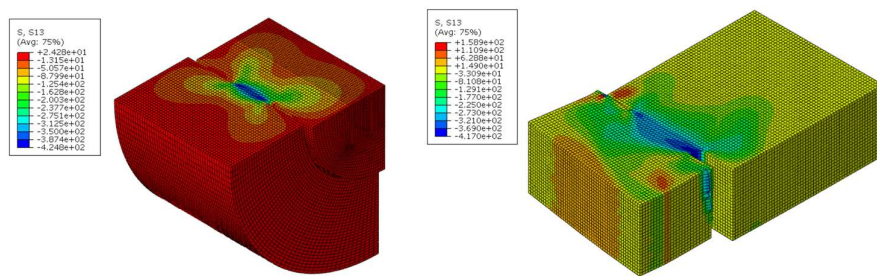 S, S13
(Avg: 75%)
+2.428e+01
-1.315e+01
-5.057e+01
-8.799e+01
-1.254e+02
-1.628e+02
-2.003e+02
-2.377e+02
-2.751e+02
-3.125e+02
-3.500e+02
-3.874e+02
-4.248e+02
S, S13
(Avg: 75%)
+1.589e+02
+1.109e+02
+6.288e+01
+1.490e+01
-3.309e+01
-8.108e+01
-1.291e+02
-1.770e+02
-2.250e+02
-2.730e+02
-3.210e+02
-3.690e+02
-4.170e+02